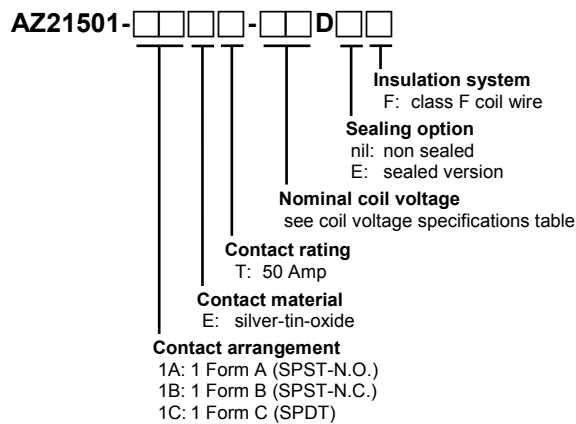 AZ21501-□□□□-□□D□□
Insulation system
F: class F coil wire
Sealing option
nil: non sealed
E: sealed version
Nominal coil voltage
see coil voltage specifications table
Contact rating
T: 50 Amp
Contact material
E: silver-tin-oxide
Contact arrangement
1A: 1 Form A (SPST-N.O.)
1B: 1 Form B (SPST-N.C.)
1C: 1 Form C (SPDT)